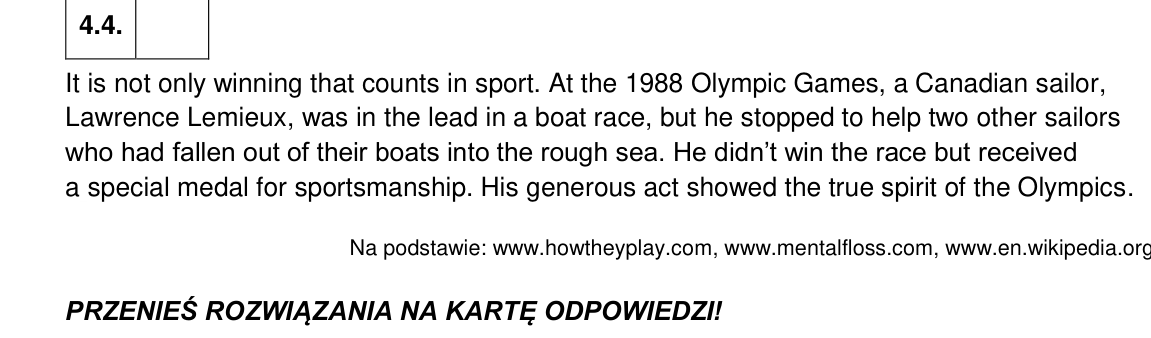 4.4.
It is not only winning that counts in sport. At the 1988 Olympic Games, a Canadian sailor,
Lawrence Lemieux, was in the lead in a boat race, but he stopped to help two other sailors
who had fallen out of their boats into the rough sea. He didn’t win the race but received
a special medal for sportsmanship. His generous act showed the true spirit of the Olympics.
Na podstawie: www.howtheyplay.com, www.mentalfloss.com, www.en.wikipedia.org
PRZENIEŚ ROZWIĄZANIA NA KARTĘ ODPOWIEDZI!